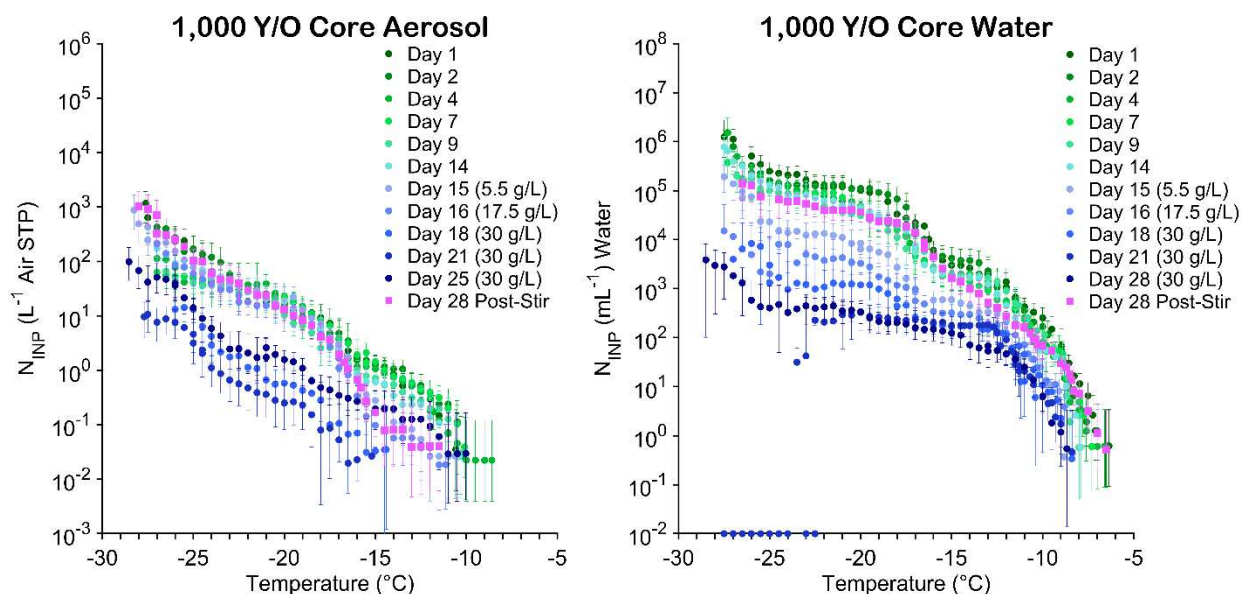 1,000 Y/O Core Aerosol
10^6
10^5
10^4
10^3
10^2
10^1
10^0
10^-1
10^-2
10^-3
N_INP (L^-1 Air STP)
Day 1
Day 2
Day 4
Day 7
Day 9
Day 14
Day 15 (5.5 g/L)
Day 16 (17.5 g/L)
Day 18 (30 g/L)
Day 21 (30 g/L)
Day 25 (30 g/L)
Day 28 Post-Stir
-30 -25 -20 -15 -10 -5
Temperature (°C)
1,000 Y/O Core Water
10^8
10^7
10^6
10^5
10^4
10^3
10^2
10^1
10^0
10^-1
10^-2
N_INP (mL^-1) Water
Day 1
Day 2
Day 4
Day 7
Day 9
Day 14
Day 15 (5.5 g/L)
Day 16 (17.5 g/L)
Day 18 (30 g/L)
Day 21 (30 g/L)
Day 28 (30 g/L)
Day 28 Post-Stir
-30 -25 -20 -15 -10 -5
Temperature (°C)